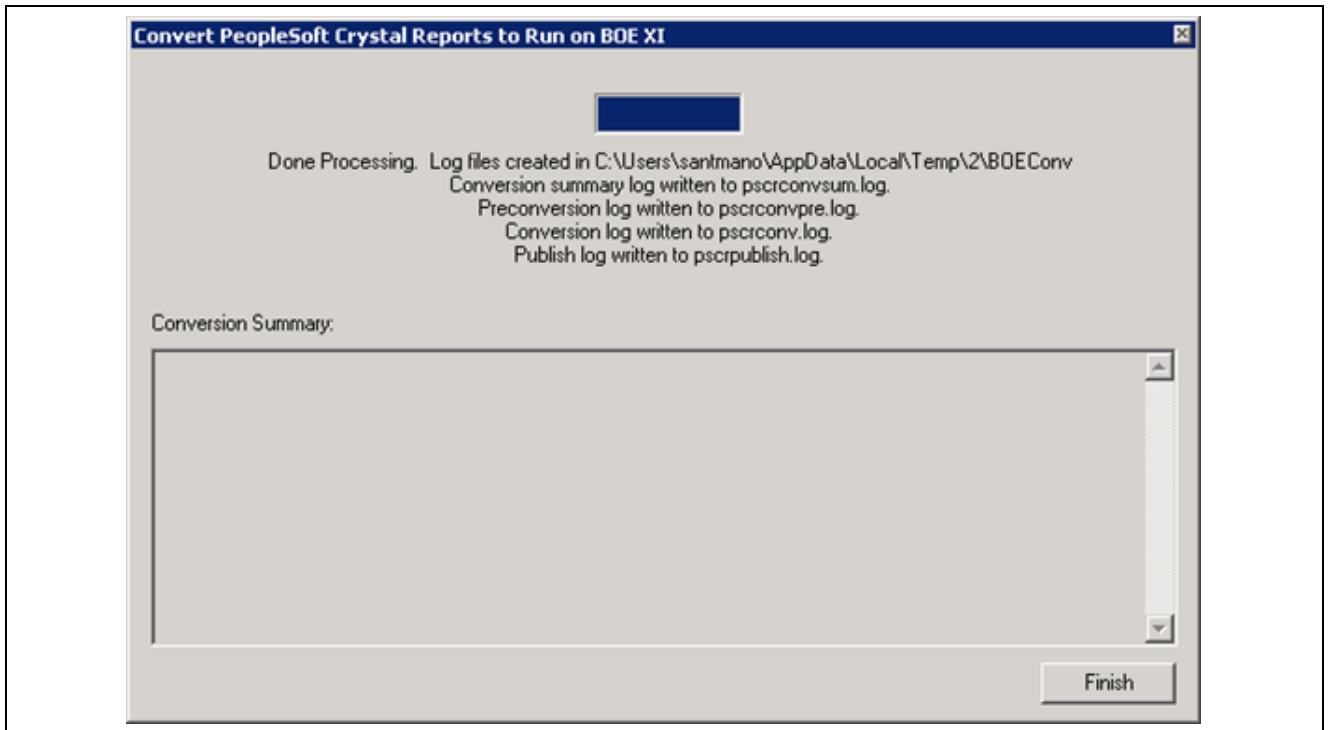 Convert PeopleSoft Crystal Reports to Run on BOE XI
Done Processing.  Log files created in C:\Users\santmano\AppData\Local\Temp\2\BOEConv
Conversion summary log written to pscrconvsum.log.
Preconversion log written to pscrconvpre.log.
Conversion log written to pscrconv.log.
Publish log written to pscrpublish.log.
Conversion Summary:
Finish